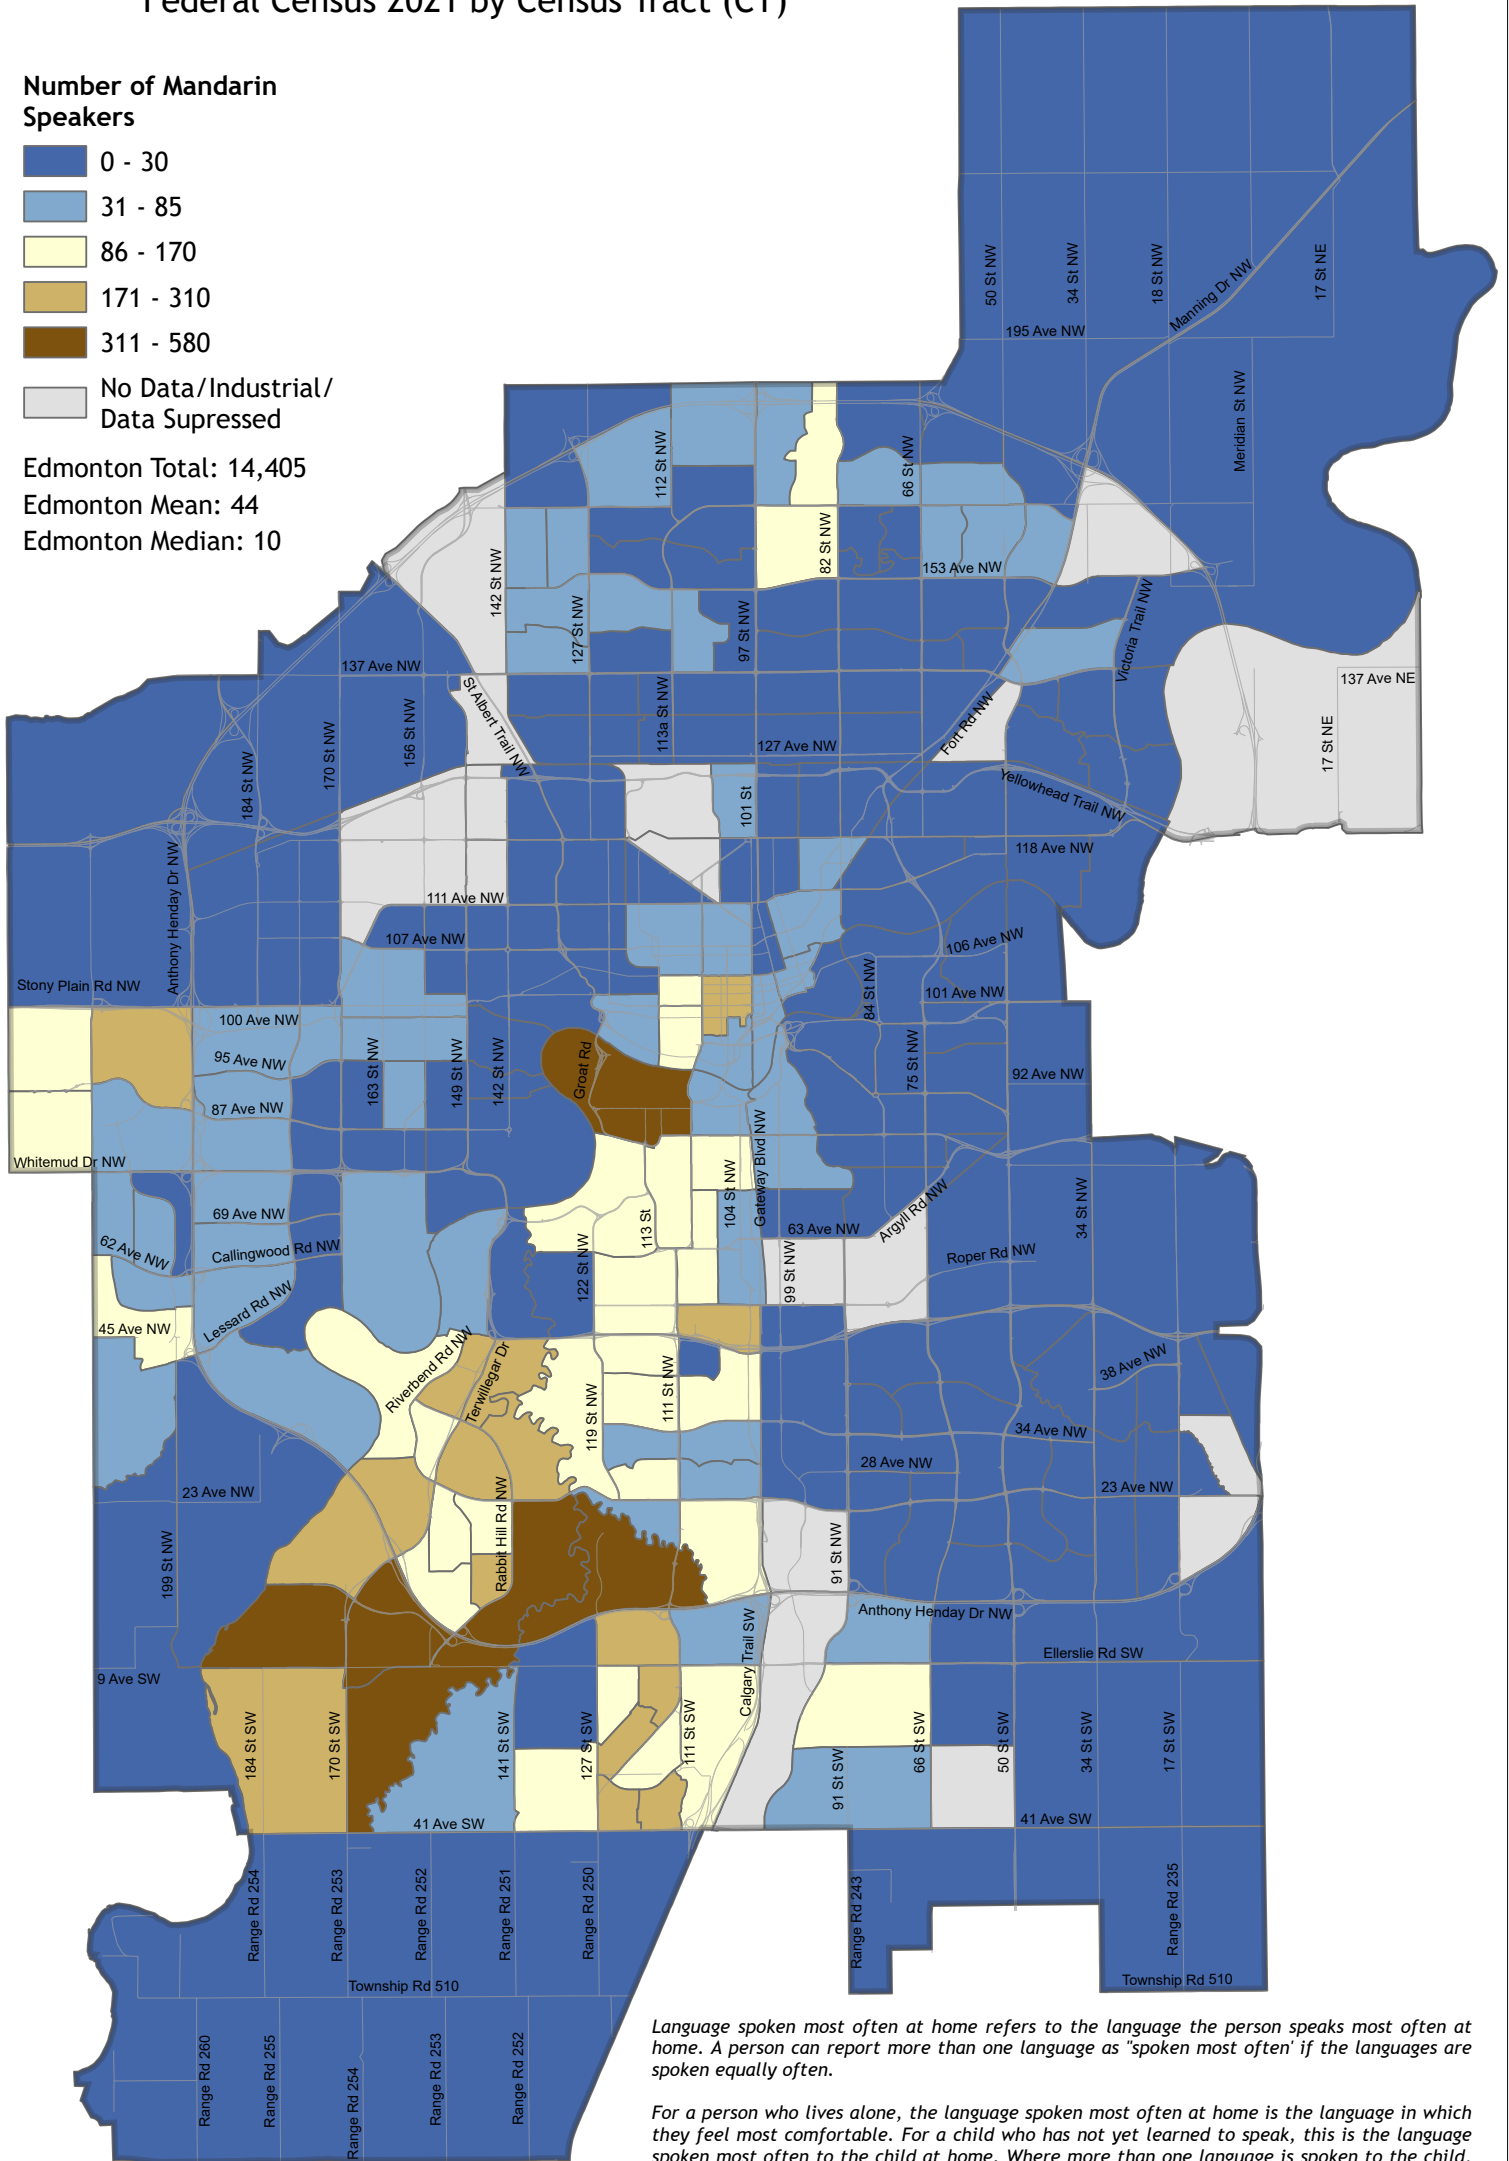 Federal Census 2021 by Census Tract (CT)
Number of Mandarin
Speakers
0 - 30
31 - 85
86 - 170
171 - 310
311 - 580
No Data/Industrial/
Data Supressed
Edmonton Total: 14,405
Edmonton Mean: 44
Edmonton Median: 10
50 St NW
34 St NW
18 St NW
Manning Dr NW
17 St NE
195 Ave NW
Meridian St NW
112 St NW
66 St NW
82 St NW
142 St NW
153 Ave NW
127 St NW
97 St NW
Victoria Trail NW
137 Ave NW
137 Ave NE
St Albert Trail NW
113a St NW
156 St NW
170 St NW
184 St NW
127 Ave NW
Fort Rd NW
17 St NE
Yellowhead Trail NW
101 St
118 Ave NW
Anthony Henday Dr NW
111 Ave NW
107 Ave NW
106 Ave NW
Stony Plain Rd NW
84 St NW
101 Ave NW
100 Ave NW
95 Ave NW
163 St NW
149 St NW
142 St NW
Groat Rd
75 St NW
92 Ave NW
87 Ave NW
Gateway Blvd NW
Whitemud Dr NW
104 St NW
34 St NW
69 Ave NW
113 St
63 Ave NW
Argyll Rd NW
62 Ave NW
Callingwood Rd NW
122 St NW
99 St NW
Roper Rd NW
Lessard Rd NW
45 Ave NW
Riverbend Rd NW
Terwillegar Dr
111 St NW
119 St NW
38 Ave NW
34 Ave NW
28 Ave NW
23 Ave NW
23 Ave NW
Rabbit Hill Rd NW
199 St NW
91 St NW
Anthony Henday Dr NW
Calgary Trail SW
Ellerslie Rd SW
9 Ave SW
184 St SW
170 St SW
141 St SW
127 St SW
111 St SW
91 St SW
66 St SW
50 St SW
34 St SW
17 St SW
41 Ave SW
41 Ave SW
Range Rd 254
Range Rd 253
Range Rd 252
Range Rd 251
Range Rd 250
Range Rd 243
Range Rd 235
Township Rd 510
Township Rd 510
Range Rd 260
Range Rd 255
Range Rd 254
Range Rd 253
Range Rd 252
Language spoken most often at home refers to the language the person speaks most often at
home. A person can report more than one language as "spoken most often' if the languages are
spoken equally often.
For a person who lives alone, the language spoken most often at home is the language in which
they feel most comfortable. For a child who has not yet learned to speak, this is the language
spoken most often to the child at home. Where more than one language is spoken to the child,